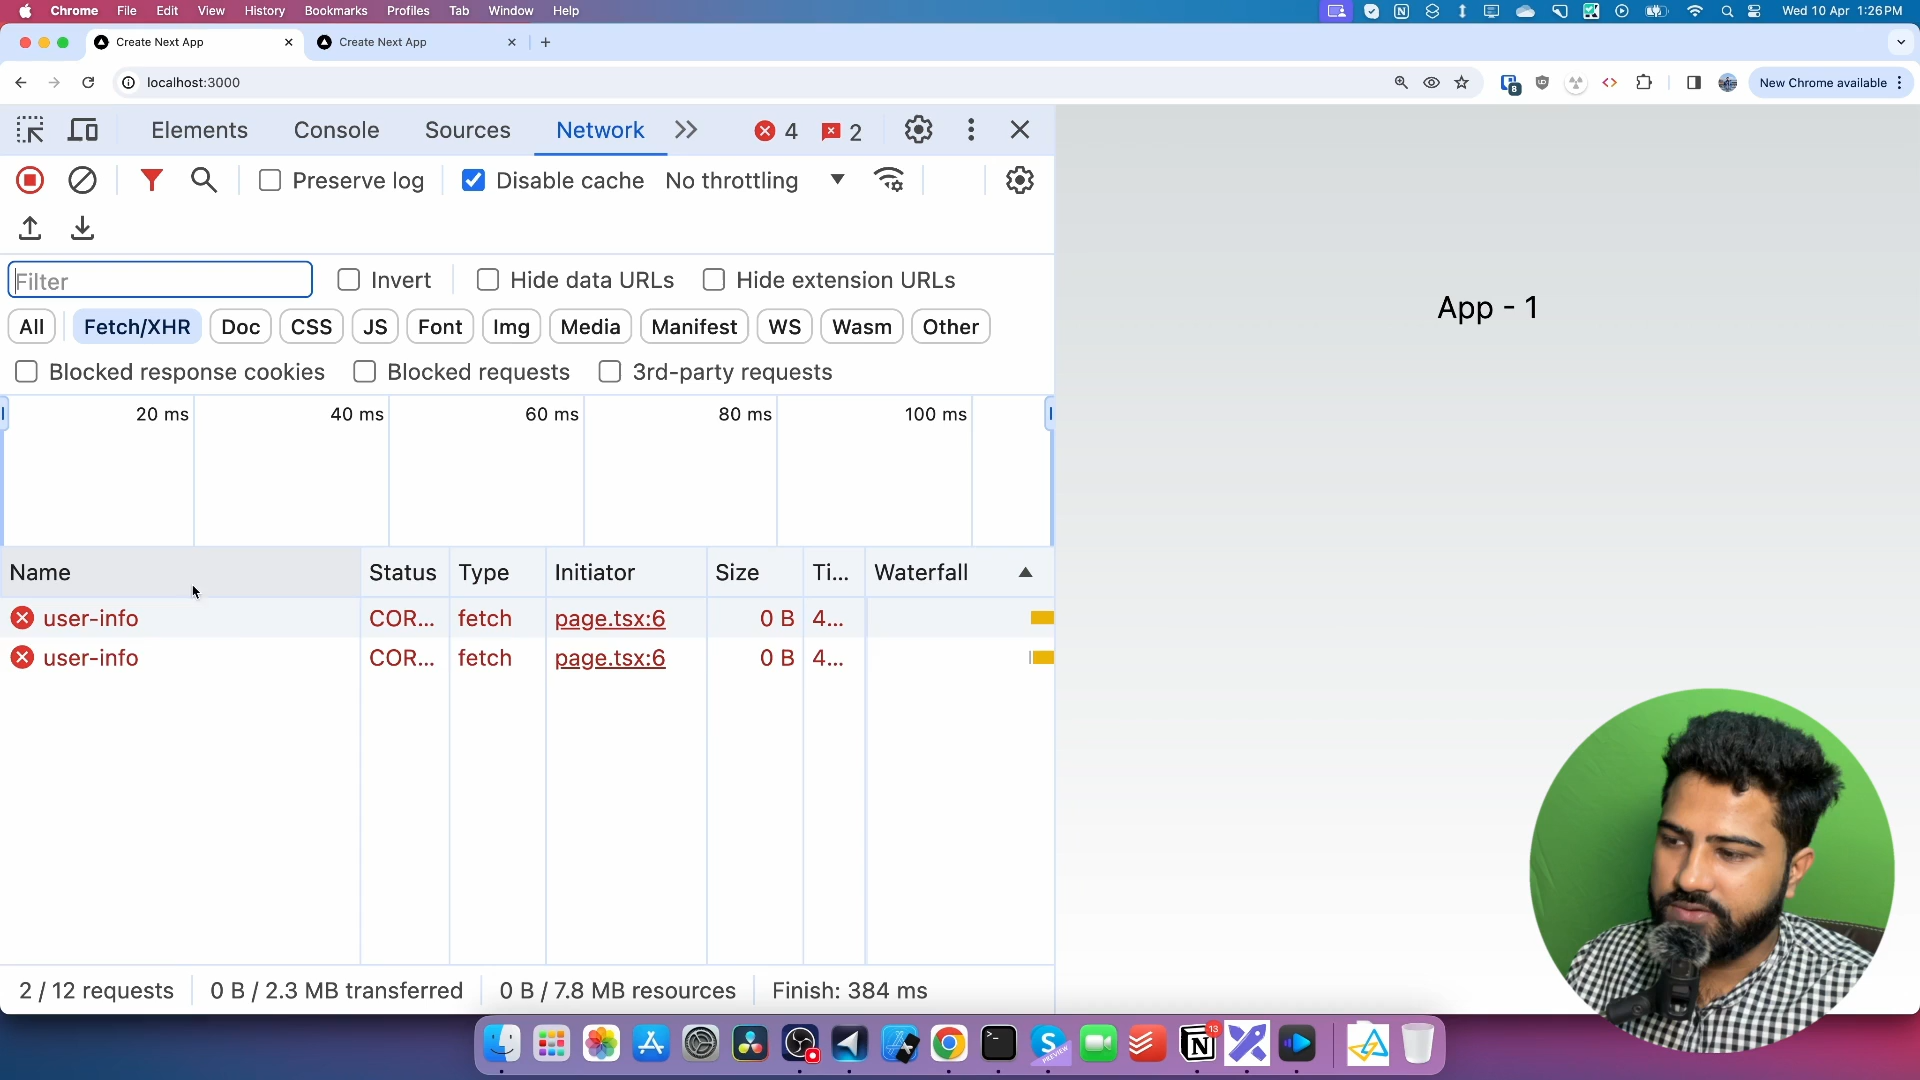 Chrome File Edit View History Bookmarks Profiles Tab Window Help Wed 10 Apr 1:26 PM
Create Next App Create Next App
localhost:3000 New Chrome available
Elements Console Sources Network 4 2
Preserve log Disable cache No throttling
Filter Invert Hide data URLs Hide extension URLs
All Fetch/XHR Doc CSS JS Font Img Media Manifest WS Wasm Other
Blocked response cookies Blocked requests 3rd-party requests
20 ms 40 ms 60 ms 80 ms 100 ms
Name Status Type Initiator Size Ti... Waterfall
user-info COR... fetch page.tsx:6 0 B 4...
user-info COR... fetch page.tsx:6 0 B 4...
2 / 12 requests 0 B / 2.3 MB transferred 0 B / 7.8 MB resources Finish: 384 ms
App - 1
13
PREVIEW